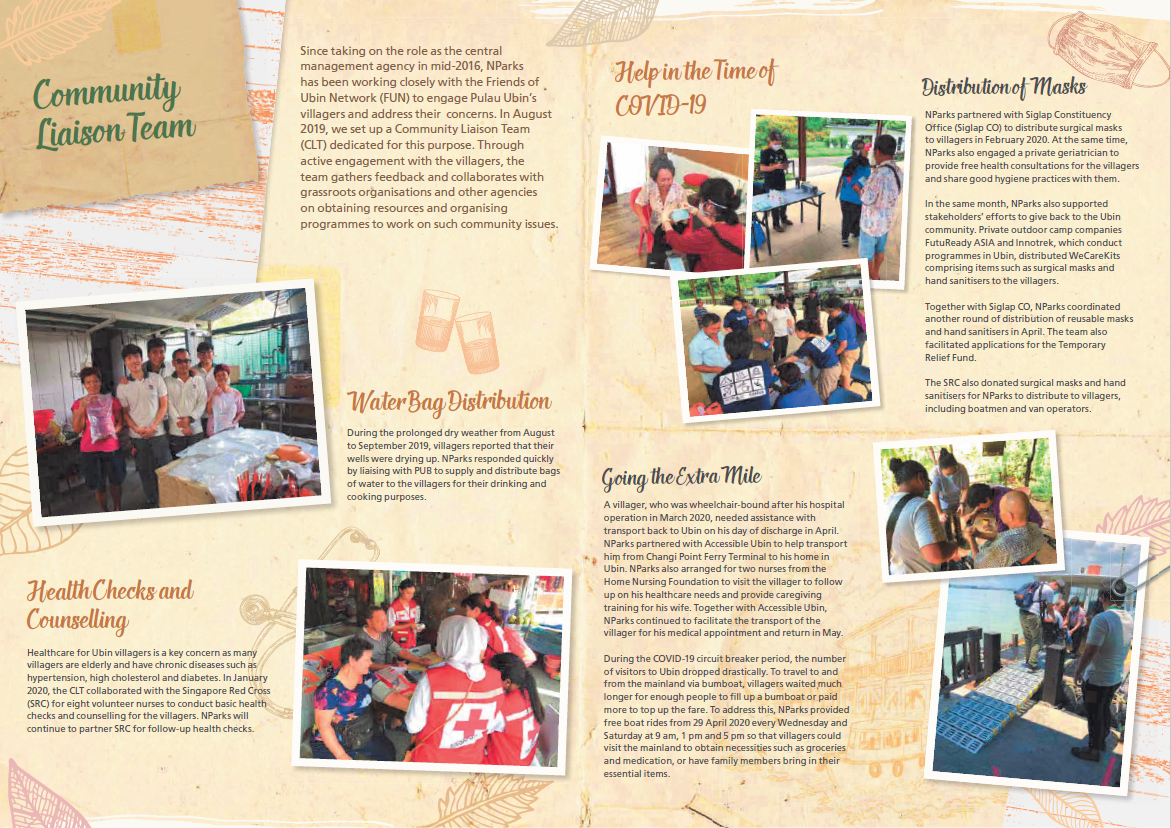 Community
Liaison Team
Since taking on the role as the central
management agency in mid-2016, NParks
has been working closely with the Friends of
Ubin Network (FUN) to engage Pulau Ubin's
villagers and address their concerns. In August
2019, we set up a Community Liaison Team
(CLT) dedicated for this purpose. Through
active engagement with the villagers, the
team gathers feedback and collaborates with
grassroots organisations and other agencies
on obtaining resources and organising
programmes to work on such community issues.
Water Bag Distribution
During the prolonged dry weather from August
to September 2019, villagers reported that their
wells were drying up. NParks responded quickly
by liaising with PUB to supply and distribute bags
of water to the villagers for their drinking and
cooking purposes.
Health Checks and
Counselling
Healthcare for Ubin villagers is a key concern as many
villagers are elderly and have chronic diseases such as
hypertension, high cholesterol and diabetes. In January
2020, the CLT collaborated with the Singapore Red Cross
(SRC) for eight volunteer nurses to conduct basic health
checks and counselling for the villagers. NParks will
continue to partner SRC for follow-up health checks.
Help in the Time of
COVID-19
Distribution of Masks
NParks partnered with Siglap Constituency
Office (Siglap CO) to distribute surgical masks
to villagers in February 2020. At the same time,
NParks also engaged a private geriatrician to
provide free health consultations for the villagers
and share good hygiene practices with them.
In the same month, NParks also supported
stakeholders' efforts to give back to the Ubin
community. Private outdoor camp companies
FutuReady ASIA and Innotrek, which conduct
programmes in Ubin, distributed WeCareKits
comprising items such as surgical masks and
hand sanitisers to the villagers.
Together with Siglap CO, NParks coordinated
another round of distribution of reusable masks
and hand sanitisers in April. The team also
facilitated applications for the Temporary
Relief Fund.
The SRC also donated surgical masks and hand
sanitisers for NParks to distribute to villagers,
including boatmen and van operators.
Going the Extra Mile
A villager, who was wheelchair-bound after his hospital
operation in March 2020, needed assistance with
transport back to Ubin on his day of discharge in April.
NParks partnered with Accessible Ubin to help transport
him from Changi Point Ferry Terminal to his home in
Ubin. NParks also arranged for two nurses from the
Home Nursing Foundation to visit the villager to follow
up on his healthcare needs and provide caregiving
training for his wife. Together with Accessible Ubin,
NParks continued to facilitate the transport of the
villager for his medical appointment and return in May.
During the COVID-19 circuit breaker period, the number
of visitors to Ubin dropped drastically. To travel to and
from the mainland via bumboat, villagers waited much
longer for enough people to fill up a bumboat or paid
more to top up the fare. To address this, NParks provided
free boat rides from 29 April 2020 every Wednesday and
Saturday at 9 am, 1 pm and 5 pm so that villagers could
visit the mainland to obtain necessities such as groceries
and medication, or have family members bring in their
essential items.